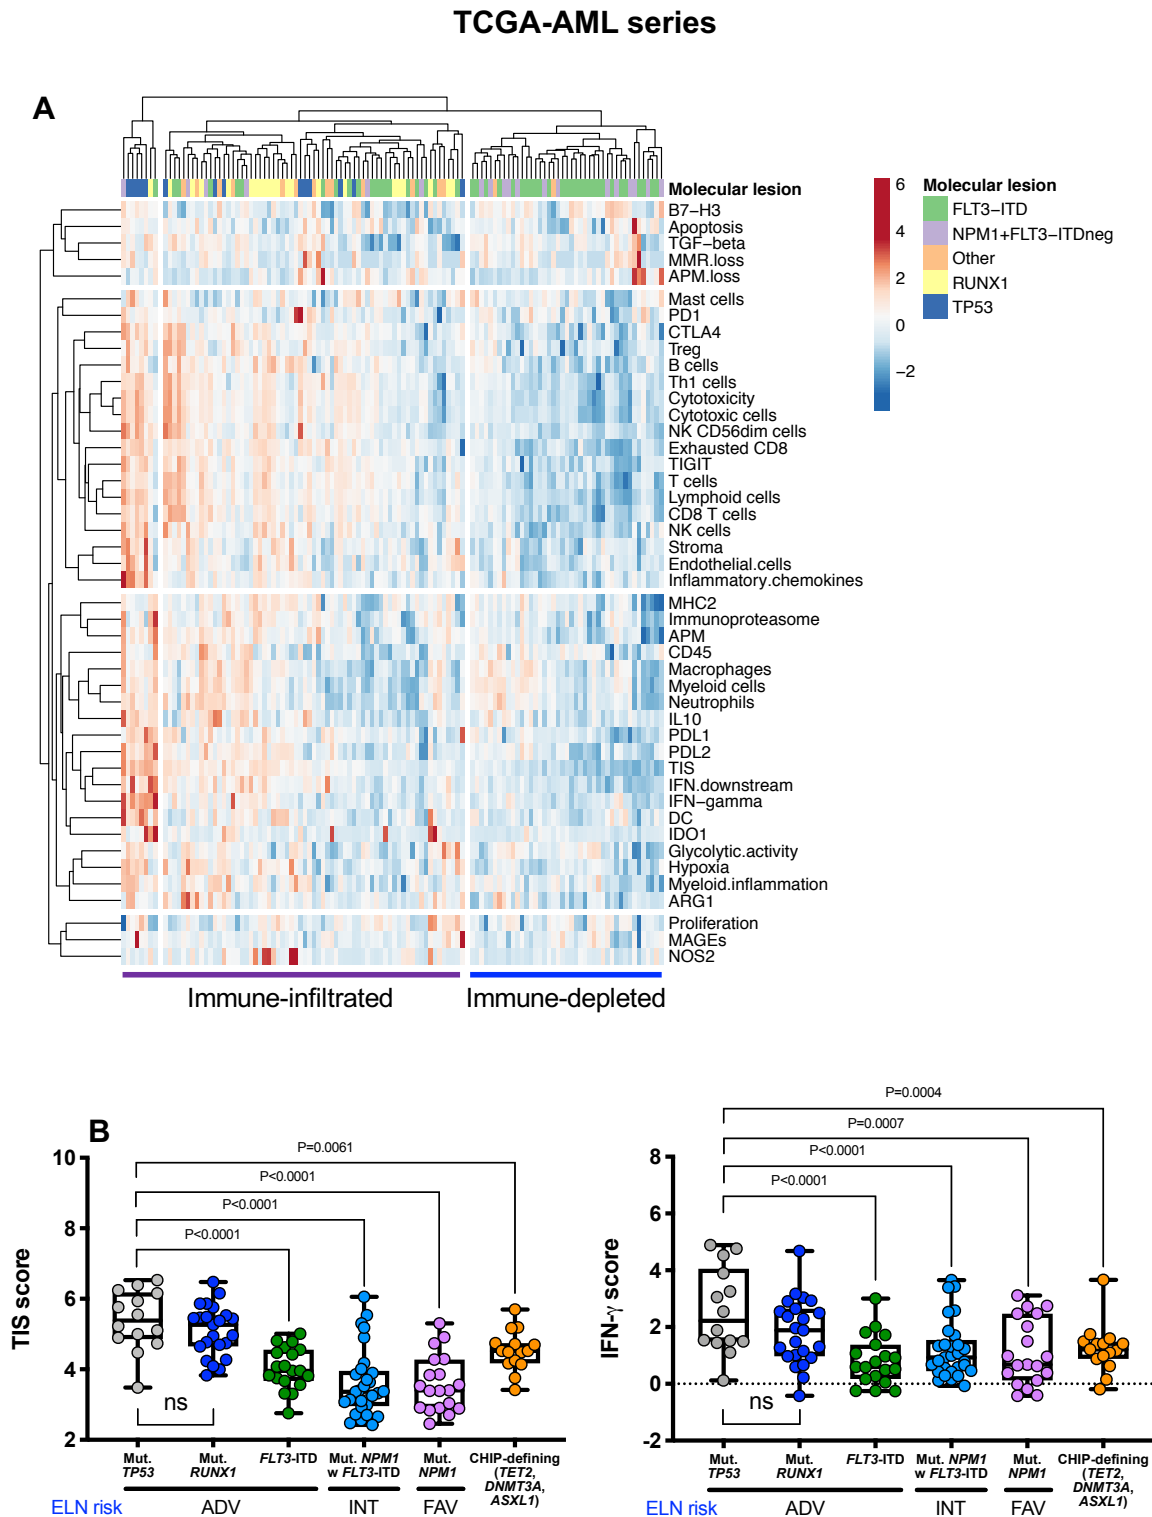 TCGA-AML series
A
Molecular lesion
B7-H3
Apoptosis
TGF-beta
MMR.loss
APM.loss
Mast cells
PD1
CTLA4
Treg
B cells
Th1 cells
Cytotoxicity
Cytotoxic cells
NK CD56dim cells
Exhausted CD8
TIGIT
T cells
Lymphoid cells
CD8 T cells
NK cells
Stroma
Endothelial.cells
Inflammatory.chemokines
MHC2
Immunoproteasome
APM
CD45
Macrophages
Myeloid cells
Neutrophils
IL10
PDL1
PDL2
TIS
IFN.downstream
IFN-gamma
DC
IDO1
Glycolytic.activity
Hypoxia
Myeloid.inflammation
ARG1
Proliferation
MAGEs
NOS2
6
4
2
0
−2
Molecular lesion
FLT3-ITD
NPM1+FLT3-ITDneg
Other
RUNX1
TP53
Immune-infiltrated
Immune-depleted
B
TIS score
10
8
6
4
2
P=0.0061
P<0.0001
P<0.0001
P<0.0001
ns
Mut. TP53
Mut. RUNX1
FLT3-ITD
Mut. NPM1 w FLT3-ITD
Mut. NPM1
CHIP-defining (TET2, DNMT3A, ASXL1)
ELN risk
ADV
INT
FAV
IFN-γ score
8
6
4
2
0
-2
P=0.0004
P=0.0007
P<0.0001
P<0.0001
ns
Mut. TP53
Mut. RUNX1
FLT3-ITD
Mut. NPM1 w FLT3-ITD
Mut. NPM1
CHIP-defining (TET2, DNMT3A, ASXL1)
ELN risk
ADV
INT
FAV